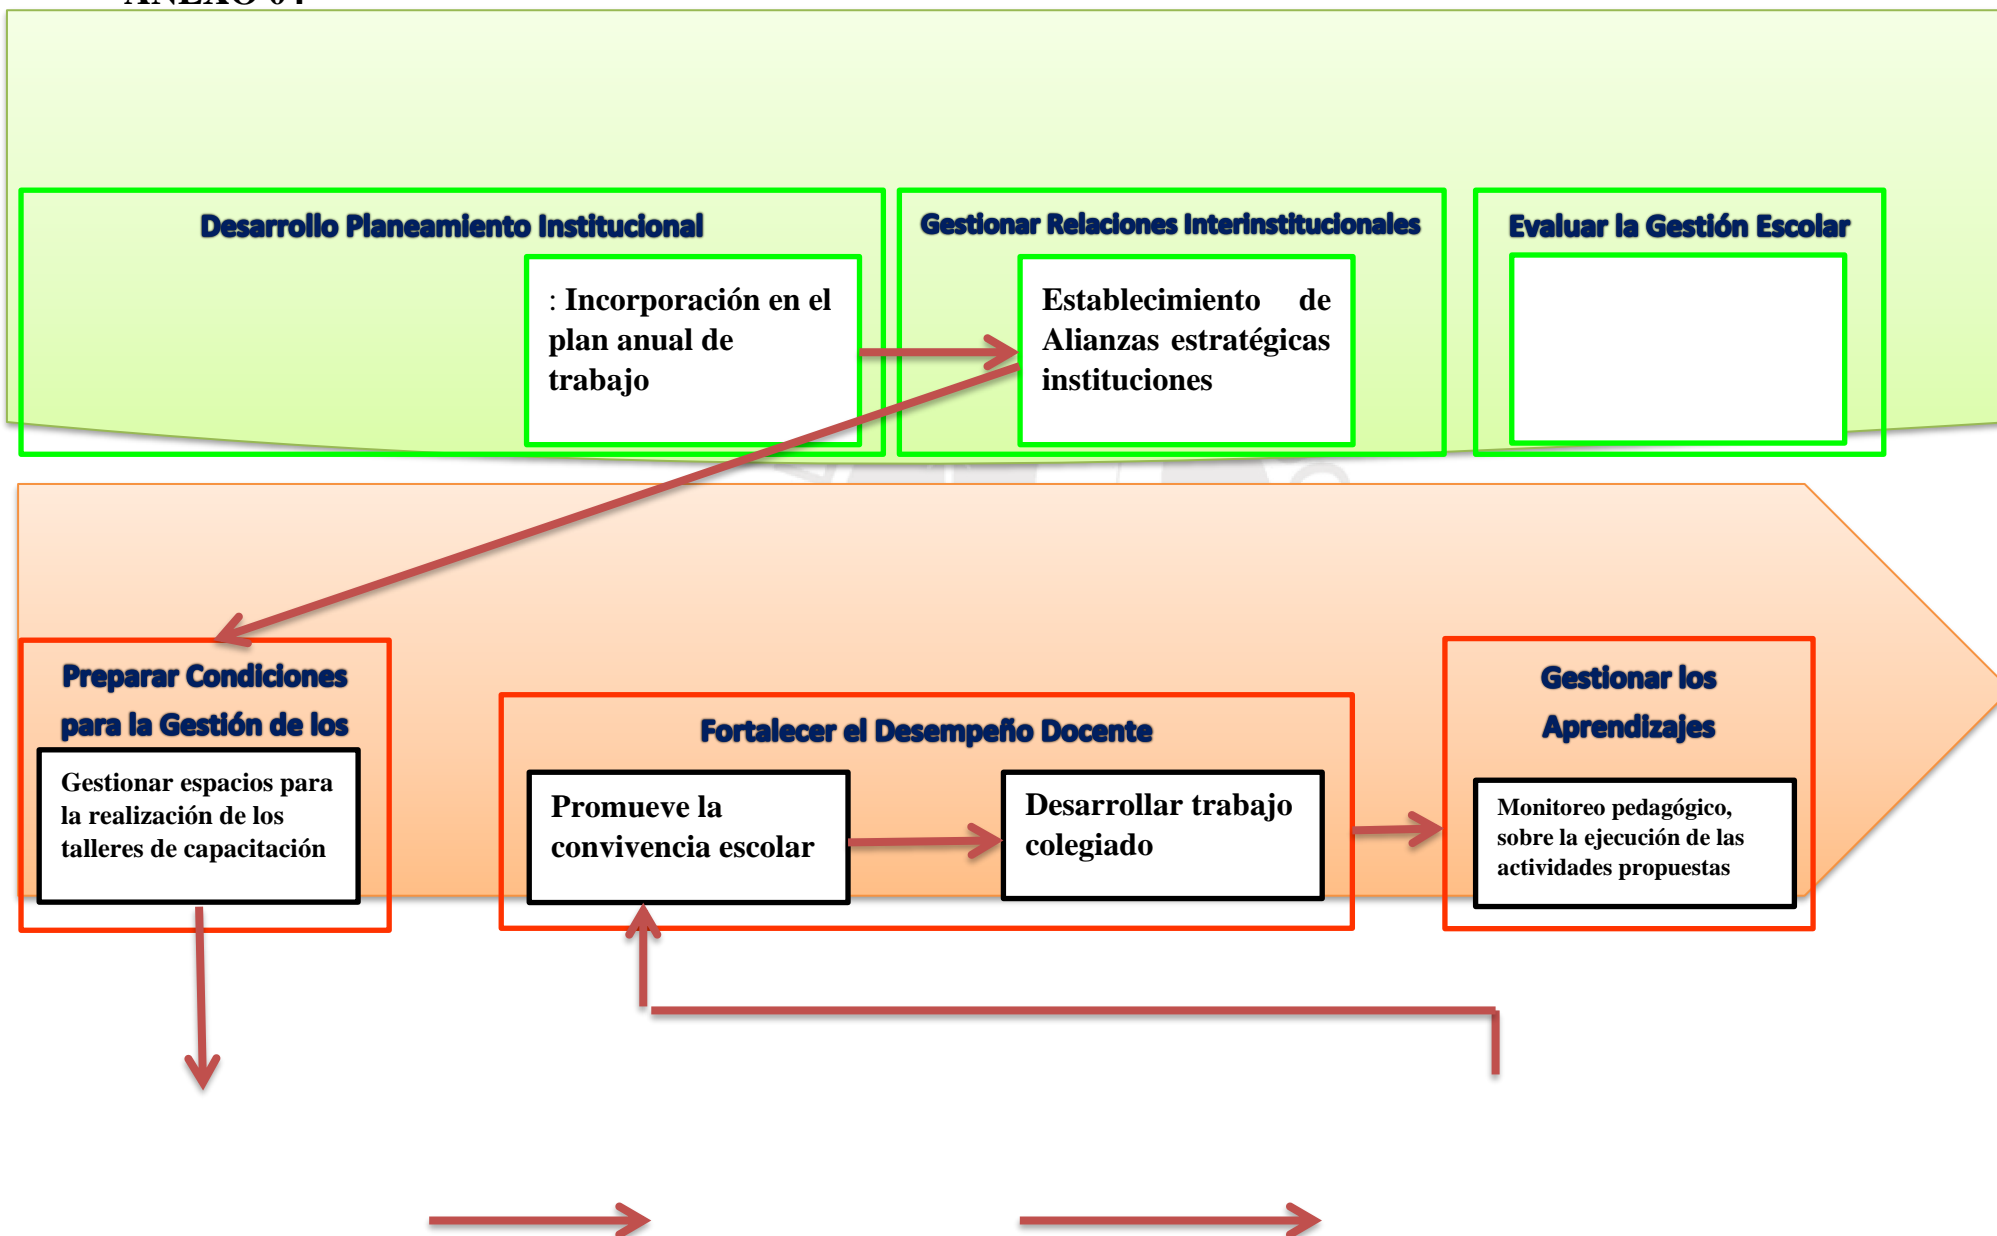 Desarrollo Planeamiento Institucional
: Incorporación en el
plan anual de
trabajo
Gestionar Relaciones Interinstitucionales
Establecimiento de
Alianzas estratégicas
instituciones
Evaluar la Gestión Escolar
Preparar Condiciones
para la Gestión de los
Gestionar espacios para
la realización de los
talleres de capacitación
Fortalecer el Desempeño Docente
Promueve la
convivencia escolar
Desarrollar trabajo
colegiado
Gestionar los
Aprendizajes
Monitoreo pedagógico,
sobre la ejecución de las
actividades propuestas